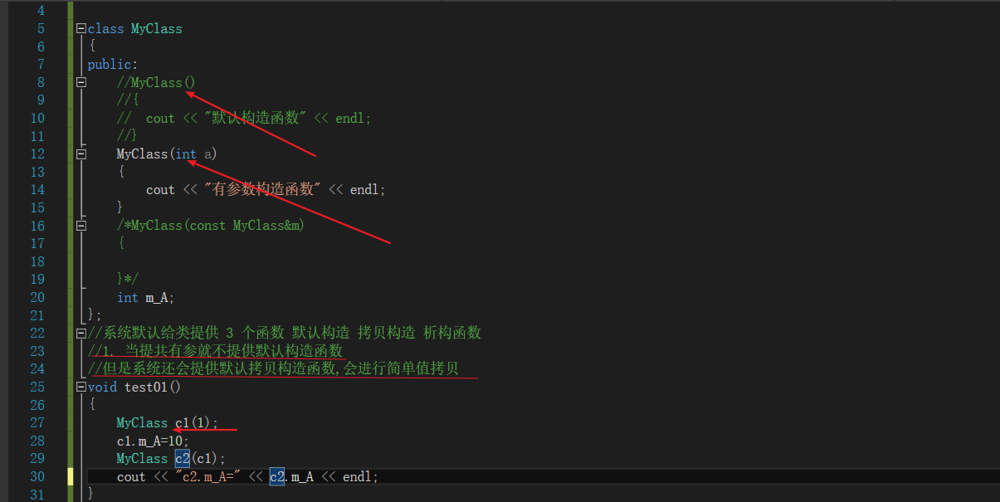 4
5 class MyClass
6 {
7 public:
8 //MyClass()
9 //{
10 // cout << "默认构造函数" << endl;
11 //}
12 MyClass(int a)
13 {
14 cout << "有参数构造函数" << endl;
15 }
16 /*MyClass(const MyClass&m)
17 {
18
19 }*/
20 int m_A;
21 };
22 //系统默认给类提供 3 个函数 默认构造 拷贝构造 析构函数
23 //1. 当提共有参就不提供默认构造函数
24 //但是系统还会提供默认拷贝构造函数,会进行简单值拷贝
25 void test01()
26 {
27 MyClass c1(1);
28 c1.m_A=10;
29 MyClass c2(c1);
30 cout << "c2.m_A=" << c2.m_A << endl;
31 }